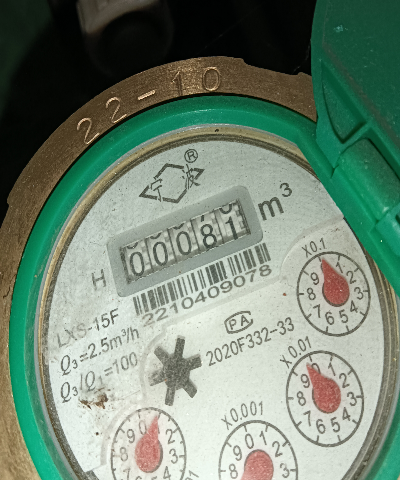 22-10
®
00081 m³
H
2210409078
LXS-15F
Q₃=2.5m³/h
Q₃/Q₁=100
PA
2020F332-33
X0.1
X0.01
X0.001